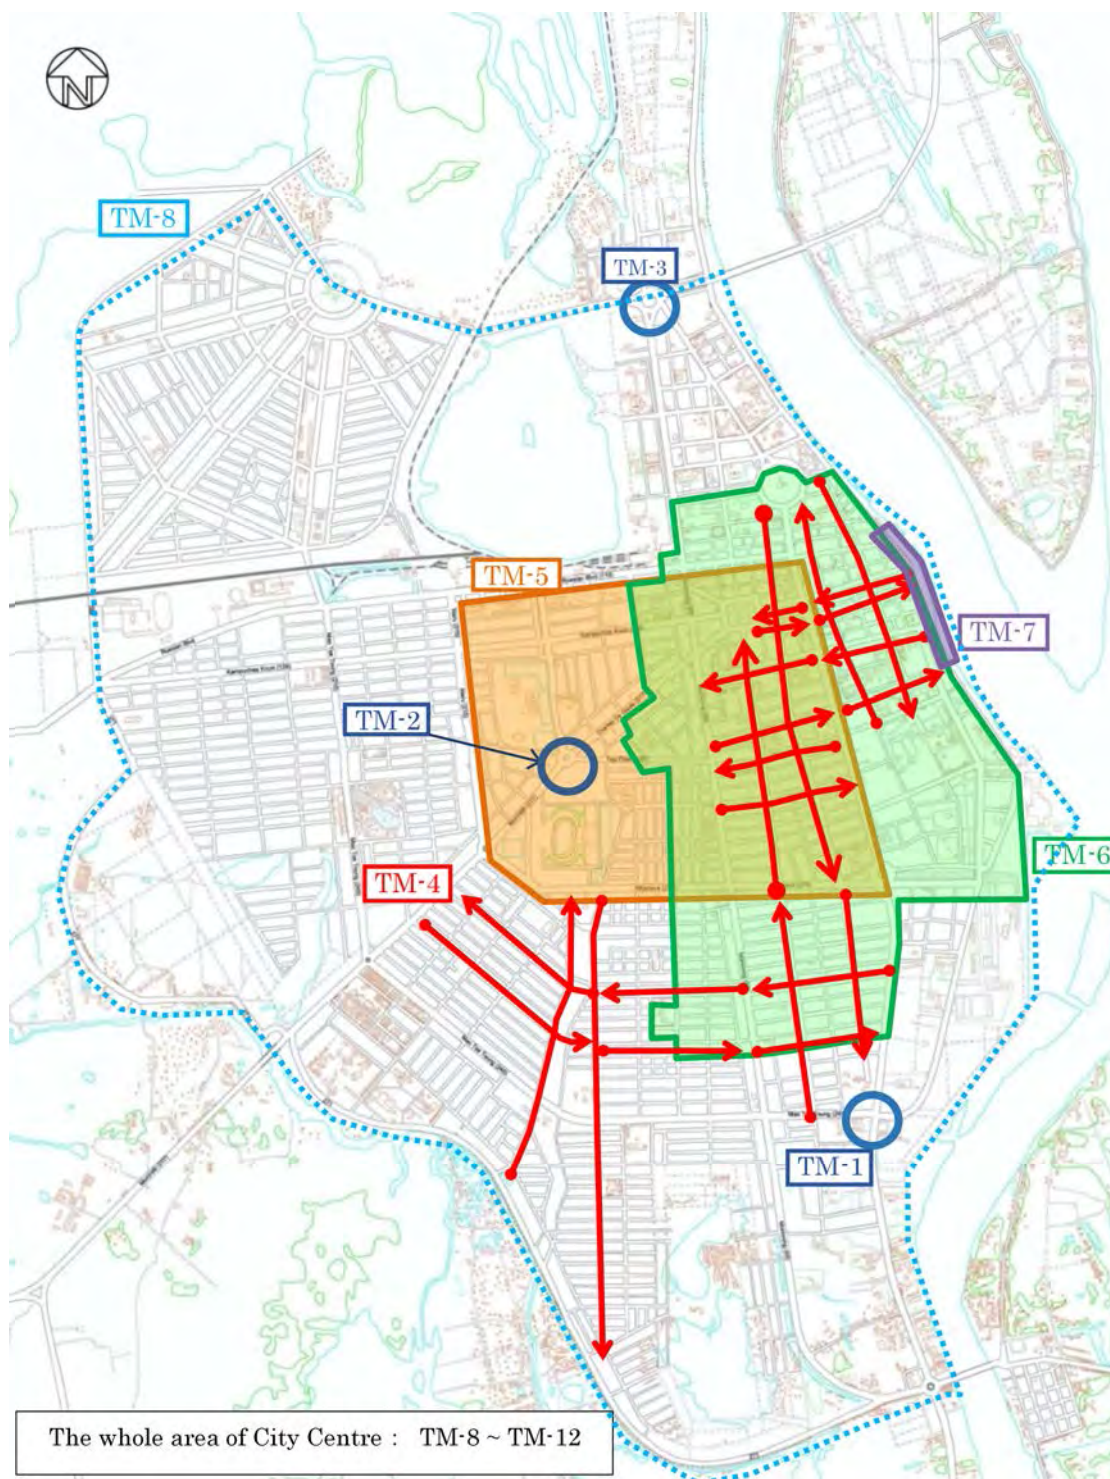 N
TM-8
TM-3
TM-5
TM-7
TM-2
TM-6
TM-4
TM-1
The whole area of City Centre : TM-8 ~ TM-12